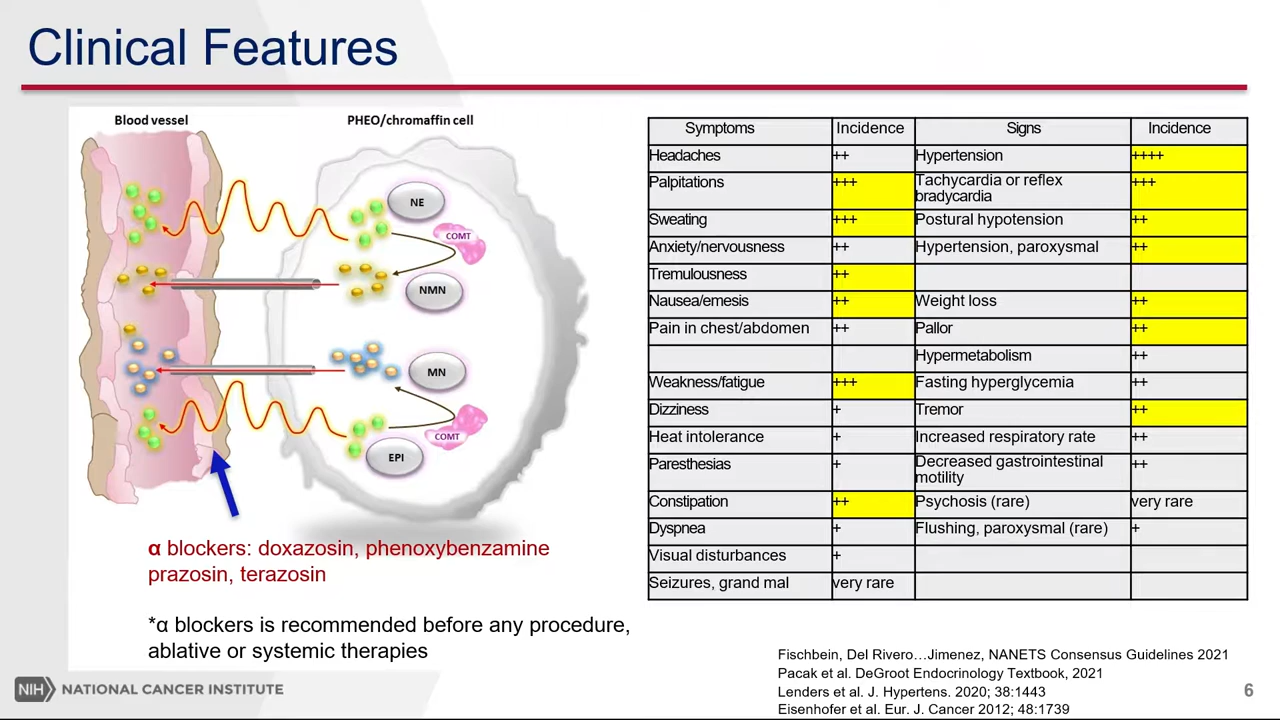 Clinical Features
Blood vessel
PHEO/chromaffin cell
NE
COMT
NMN
MN
COMT
EPI
α blockers: doxazosin, phenoxybenzamine
prazosin, terazosin
*α blockers is recommended before any procedure,
ablative or systemic therapies
Symptoms Incidence Signs Incidence
Headaches ++ Hypertension ++++
Palpitations +++ Tachycardia or reflex +++
bradycardia
Sweating +++ Postural hypotension ++
Anxiety/nervousness ++ Hypertension, paroxysmal ++
Tremulousness ++
Nausea/emesis ++ Weight loss ++
Pain in chest/abdomen ++ Pallor ++
Hypermetabolism ++
Weakness/fatigue +++ Fasting hyperglycemia ++
Dizziness + Tremor ++
Heat intolerance + Increased respiratory rate ++
Paresthesias + Decreased gastrointestinal ++
motility
Constipation ++ Psychosis (rare) very rare
Dyspnea + Flushing, paroxysmal (rare) +
Visual disturbances +
Seizures, grand mal very rare
Fischbein, Del Rivero…Jimenez, NANETS Consensus Guidelines 2021
Pacak et al. DeGroot Endocrinology Textbook, 2021
Lenders et al. J. Hypertens. 2020; 38:1443
Eisenhofer et al. Eur. J. Cancer 2012; 48:1739
NIH NATIONAL CANCER INSTITUTE
6